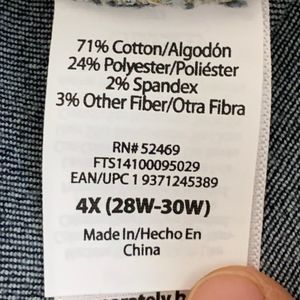 71% Cotton/Algodón
24% Polyester/Poliéster
2% Spandex
3% Other Fiber/Otra Fibra
RN# 52469
FTS14100095029
EAN/UPC 1 9371245389
4X (28W-30W)
Made In/Hecho En
China